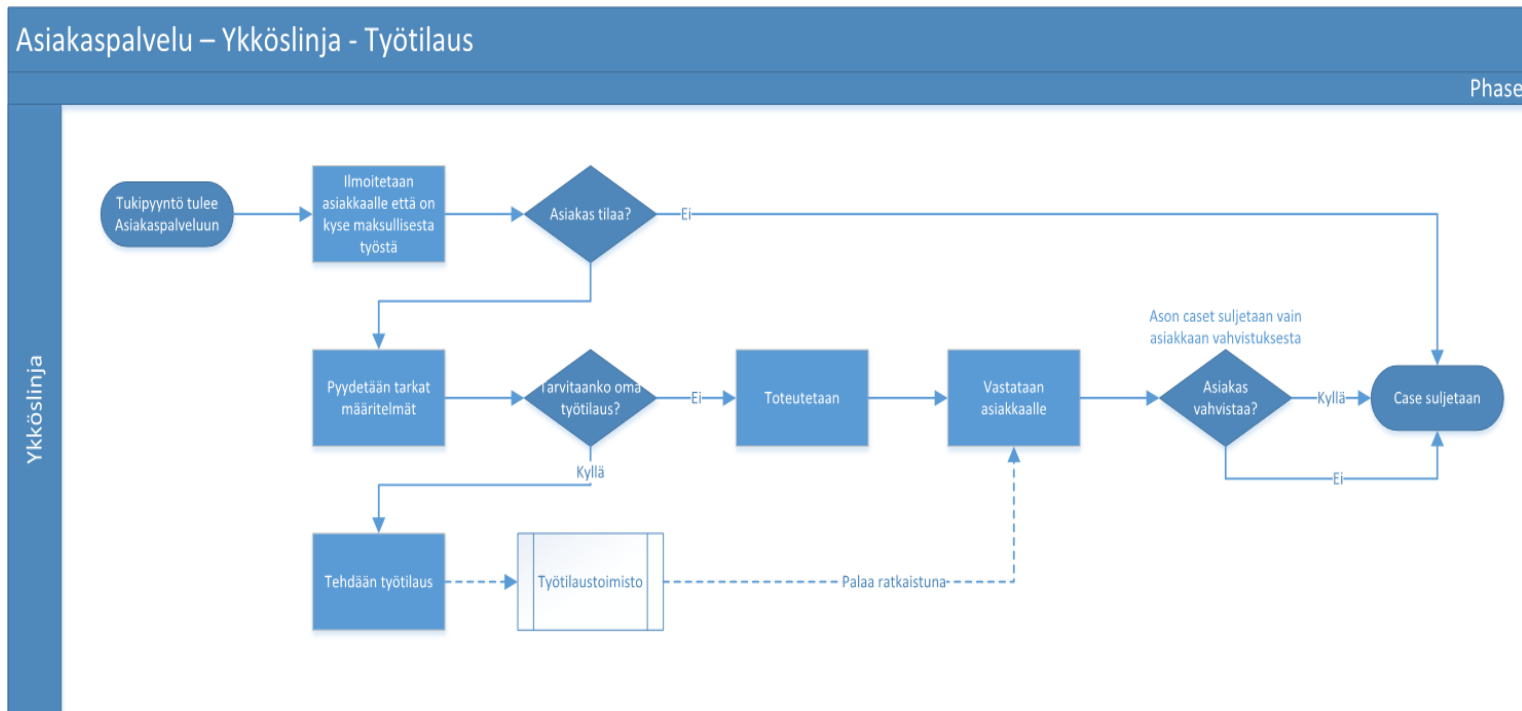 Asiakaspalvelu – Ykköslinja - Työtilaus
Phase
Ykköslinja
Tukipyyntö tulee
Asiakaspalveluun
Ilmoitetaan
asiakkaalle että on
kyse maksullisesta
työstä
Asiakas tilaa?
Ei
Pyydetään tarkat
määritelmät
Tarvitaanko oma
työtilaus?
Ei
Kyllä
Toteutetaan
Vastataan
asiakkaalle
Ason caset suljetaan vain
asiakkaan vahvistuksesta
Asiakas
vahvistaa?
Kyllä
Ei
Case suljetaan
Tehdään työtilaus
Työtilaustoimisto
Palaa ratkaistuna